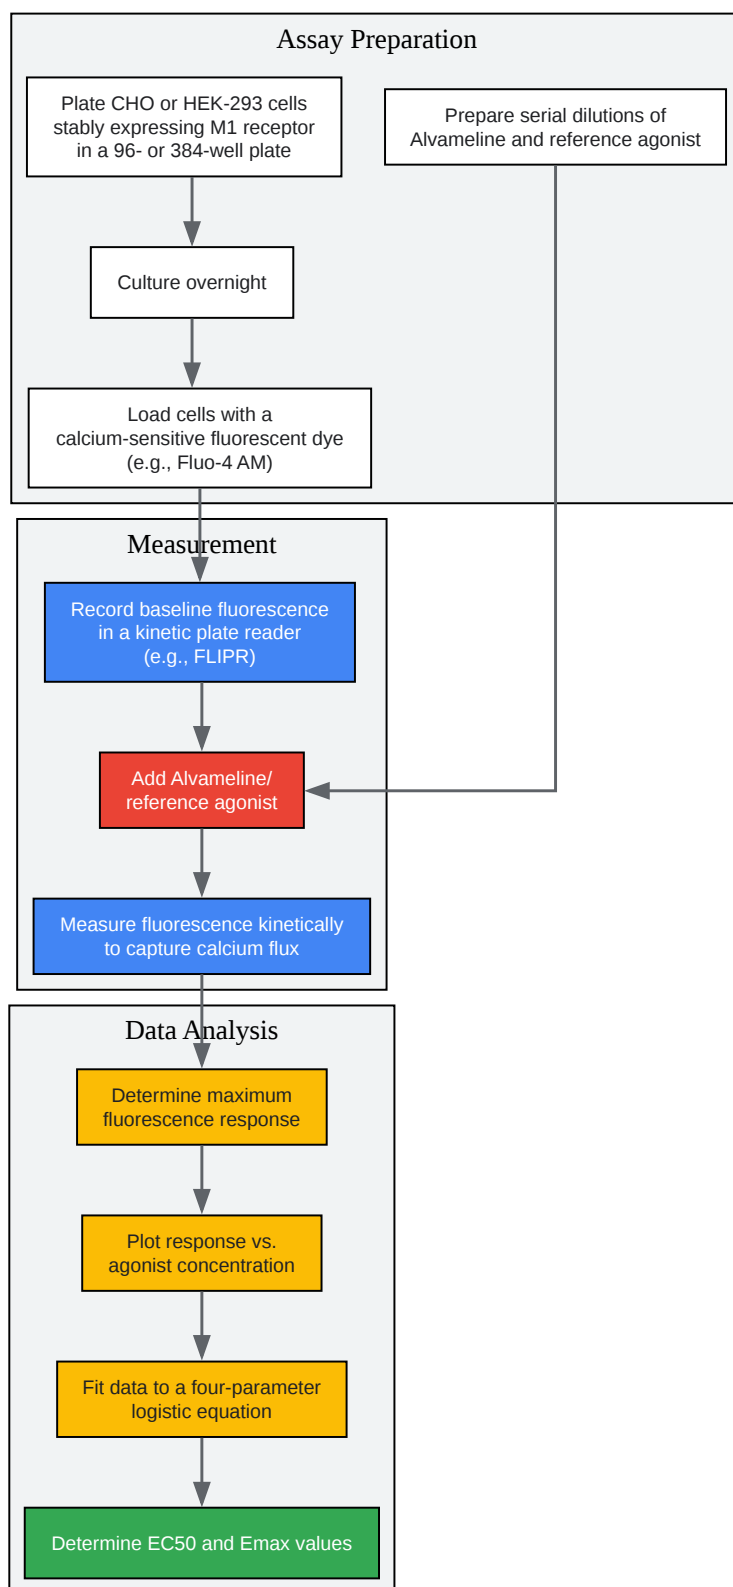 Assay Preparation
Plate CHO or HEK-293 cells
stably expressing M1 receptor
in a 96- or 384-well plate
Prepare serial dilutions of
Alvameline and reference agonist
Culture overnight
Load cells with a
calcium-sensitive fluorescent dye
(e.g., Fluo-4 AM)
Measurement
Record baseline fluorescence
in a kinetic plate reader
(e.g., FLIPR)
Add Alvameline/
reference agonist
Measure fluorescence kinetically
to capture calcium flux
Data Analysis
Determine maximum
fluorescence response
Plot response vs.
agonist concentration
Fit data to a four-parameter
logistic equation
Determine EC50 and Emax values